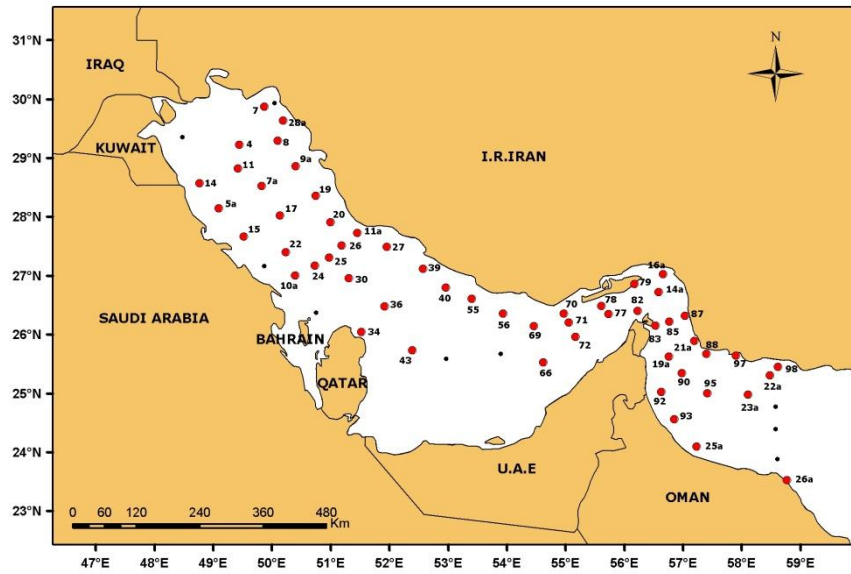 31°N
N
IRAQ
30°N
7
28a
KUWAIT
4
8
29°N
11
9a
I.R.IRAN
14
7a
19
5a
28°N
17
20
15
11a
22
26
27
25
27°N
10a
24
30
39
16a
40
79
14a
55
70
78
82
36
56
71
77
87
26°N
SAUDI ARABIA
34
69
83
85
BAHRAIN
43
72
21a
88
66
19a
97
98
QATAR
90
22a
25°N
92
95
23a
93
24°N
25a
U.A.E
26a
23°N
OMAN
0 60 120 240 360 480
Km
47°E 48°E 49°E 50°E 51°E 52°E 53°E 54°E 55°E 56°E 57°E 58°E 59°E